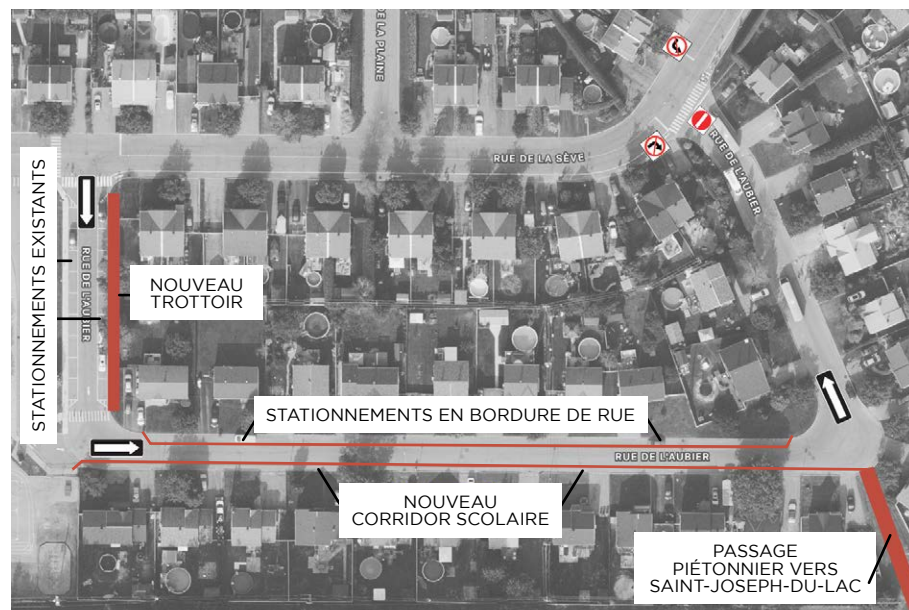 DE LA PLAINE
RUE DE LA SÈVE
RUE DE L'AUBIER
STATIONNEMENTS EXISTANTS
RUE DE L'AUBIER
NOUVEAU
TROTTOIR
STATIONNEMENTS EN BORDURE DE RUE
RUE DE L'AUBIER
NOUVEAU
CORRIDOR SCOLAIRE
PASSAGE
PIÉTONNIER VERS
SAINT-JOSEPH-DU-LAC